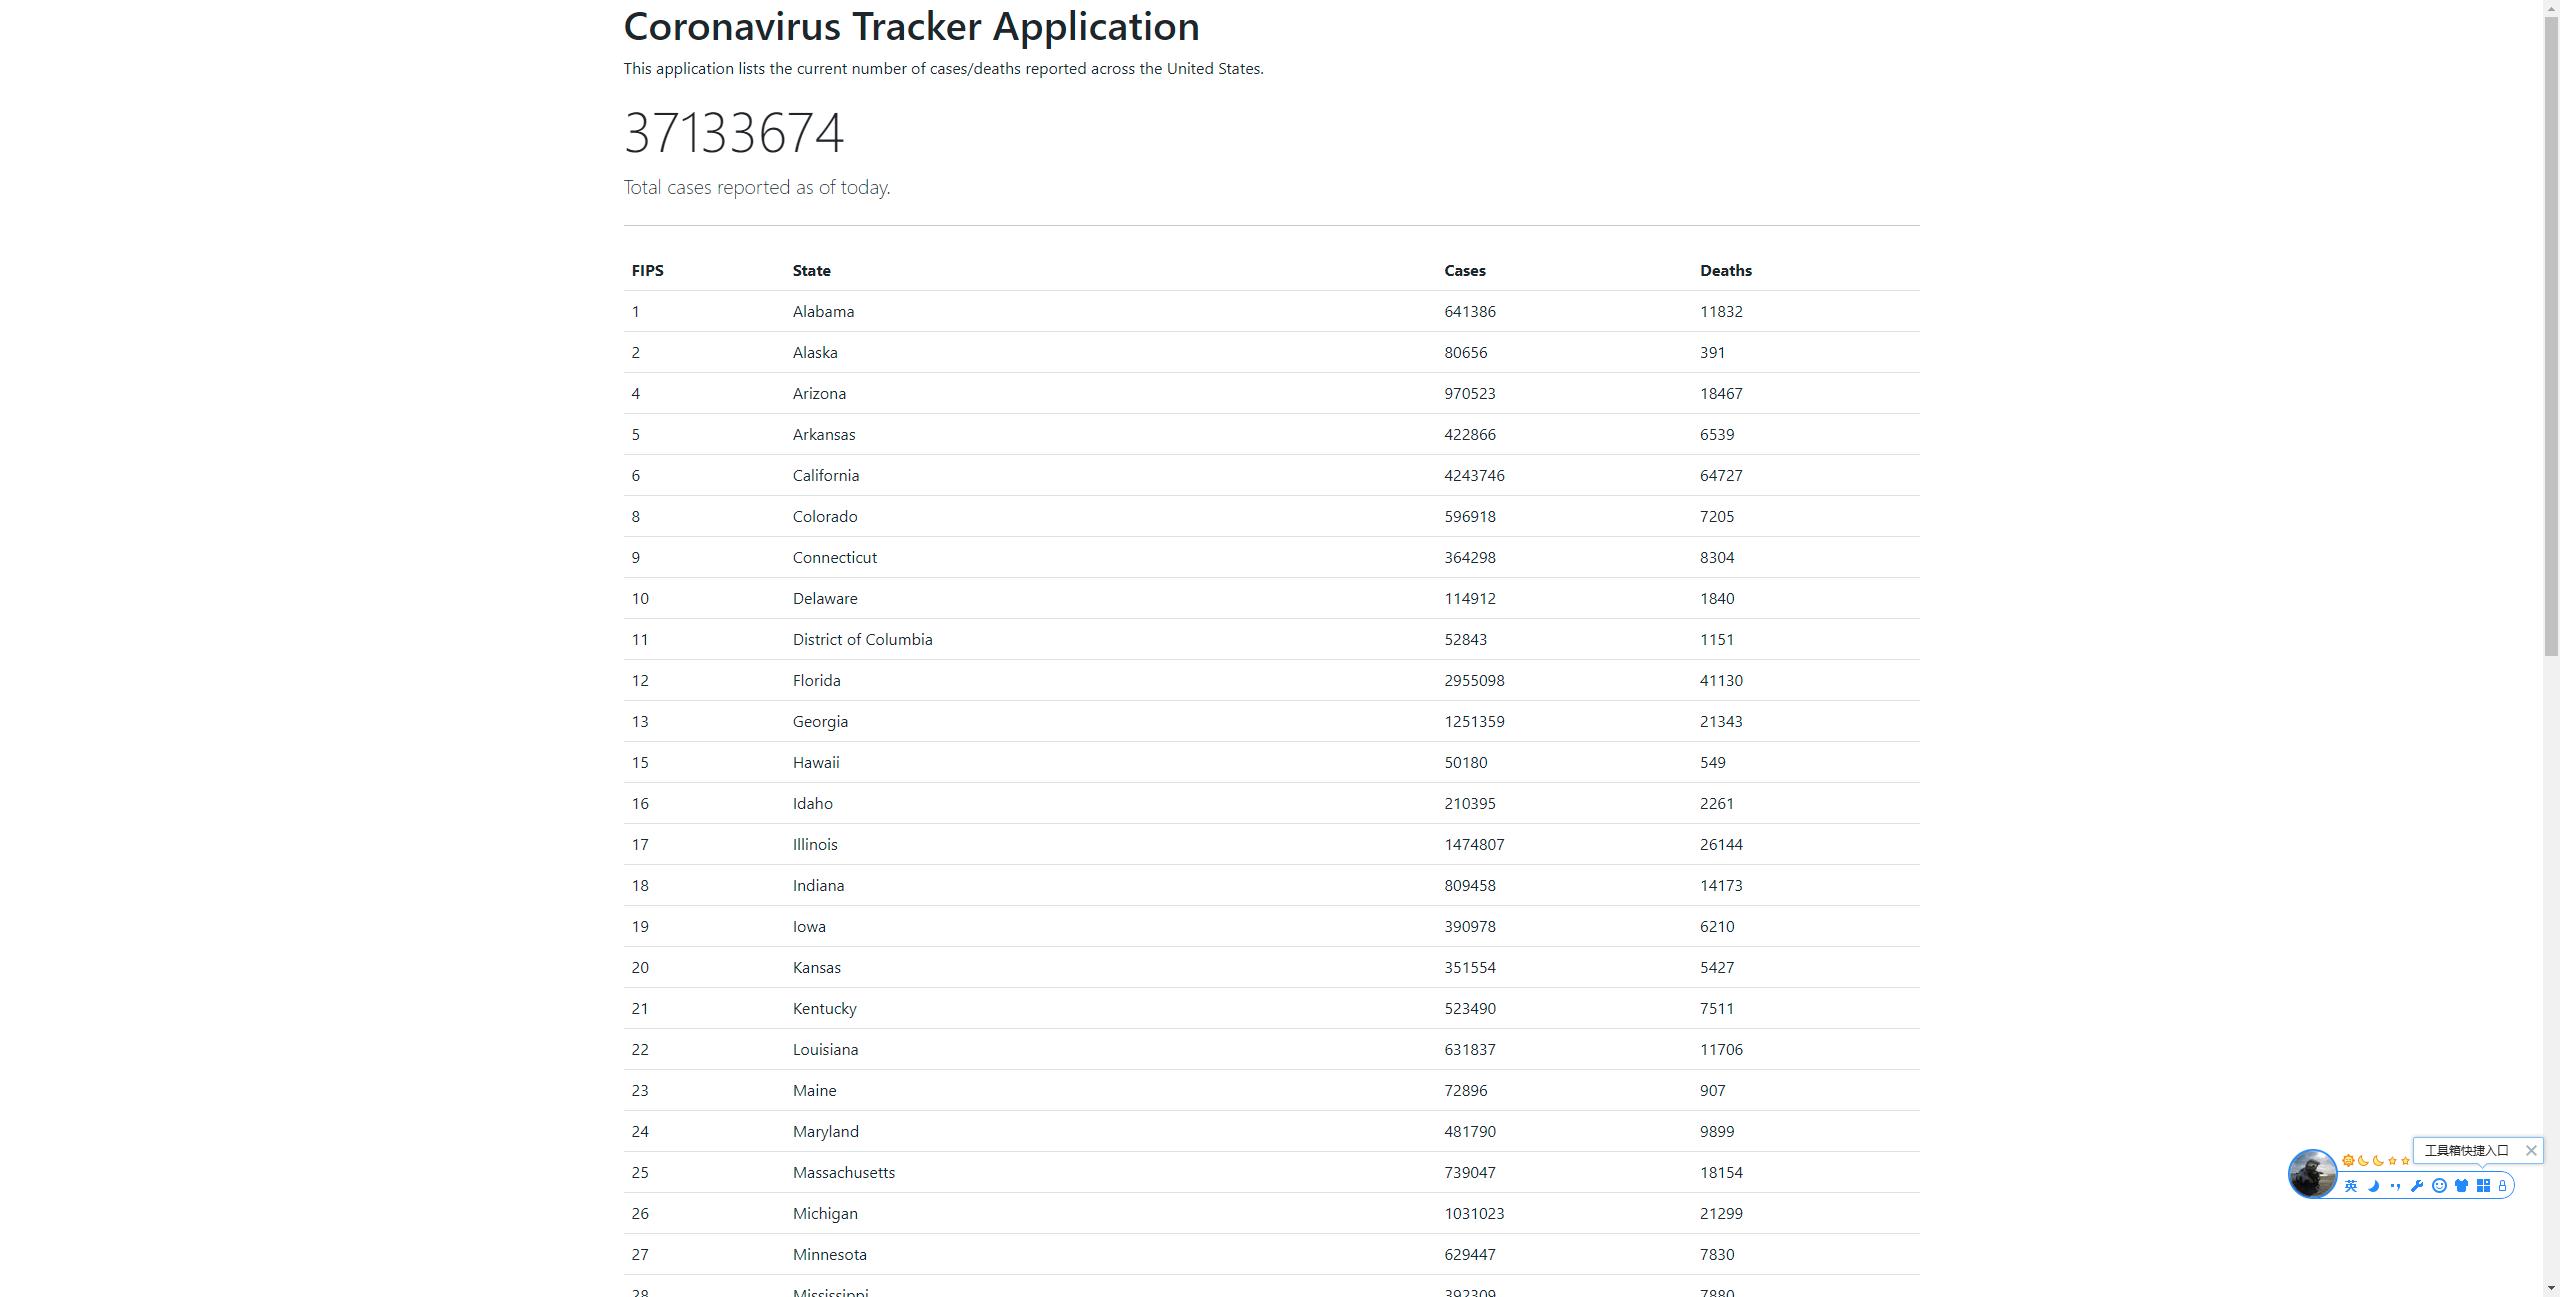 Coronavirus Tracker Application
This application lists the current number of cases/deaths reported across the United States.
37133674
Total cases reported as of today.
FIPS State Cases Deaths
1 Alabama 641386 11832
2 Alaska 80656 391
4 Arizona 970523 18467
5 Arkansas 422866 6539
6 California 4243746 64727
8 Colorado 596918 7205
9 Connecticut 364298 8304
10 Delaware 114912 1840
11 District of Columbia 52843 1151
12 Florida 2955098 41130
13 Georgia 1251359 21343
15 Hawaii 50180 549
16 Idaho 210395 2261
17 Illinois 1474807 26144
18 Indiana 809458 14173
19 Iowa 390978 6210
20 Kansas 351554 5427
21 Kentucky 523490 7511
22 Louisiana 631837 11706
23 Maine 72896 907
24 Maryland 481790 9899
25 Massachusetts 739047 18154
26 Michigan 1031023 21299
27 Minnesota 629447 7830
28 Mississippi 392309 7880
工具箱快捷入口
英